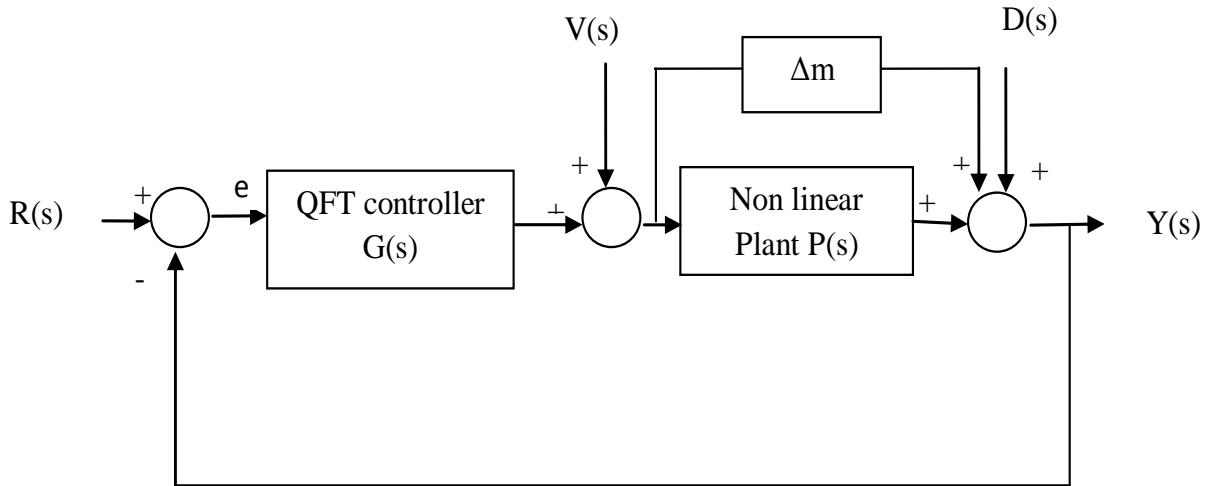 V(s)
D(s)
Δm
+
+
+
+
e
QFT controller
G(s)
+
Non linear
Plant P(s)
+
R(s)
Y(s)
-